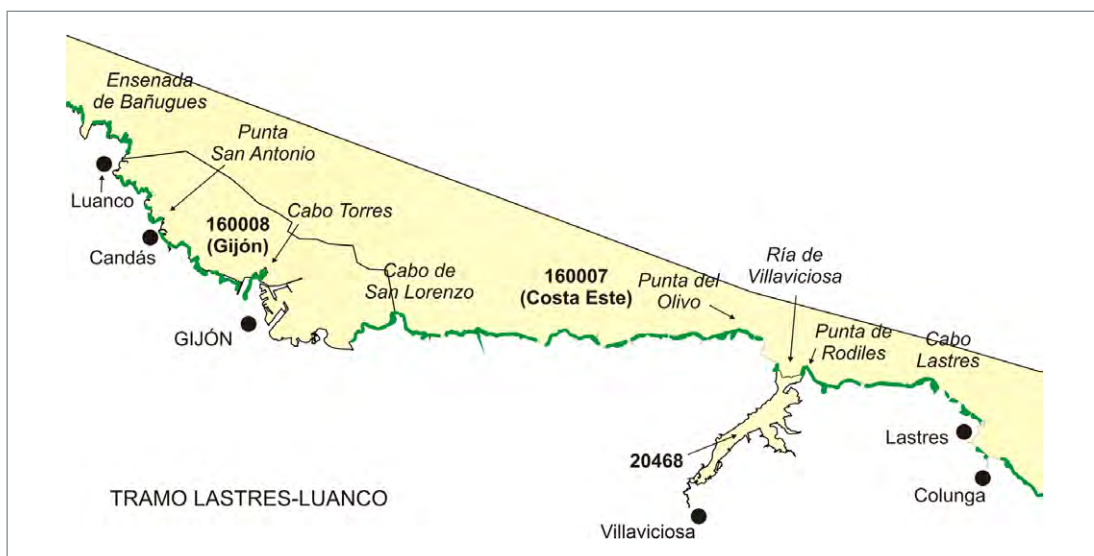 Ensenada
de Bañugues
Punta
San Antonio
Luanco
Candás
160008
(Gijón)
Cabo Torres
Cabo de
San Lorenzo
GIJÓN
160007
(Costa Este)
Punta del
Olivo
Ría de
Villaviciosa
Punta de
Rodiles
Cabo
Lastres
Lastres
Colunga
20468
Villaviciosa
TRAMO LASTRES-LUANCO